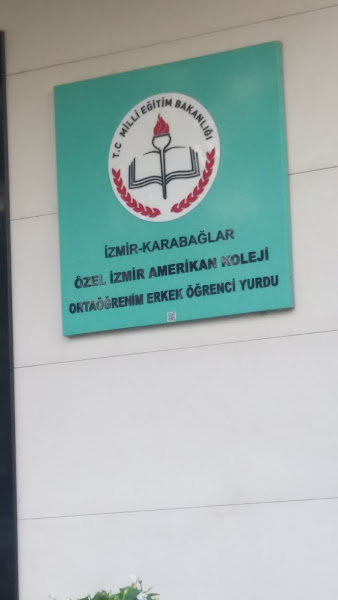 T.C MİLLİ EĞİTİM BAKANLIĞI
İZMİR-KARABAĞLAR
ÖZEL İZMİR AMERİKAN KOLEJİ
ORTAÖĞRENİM ERKEK ÖĞRENCİ YURDU